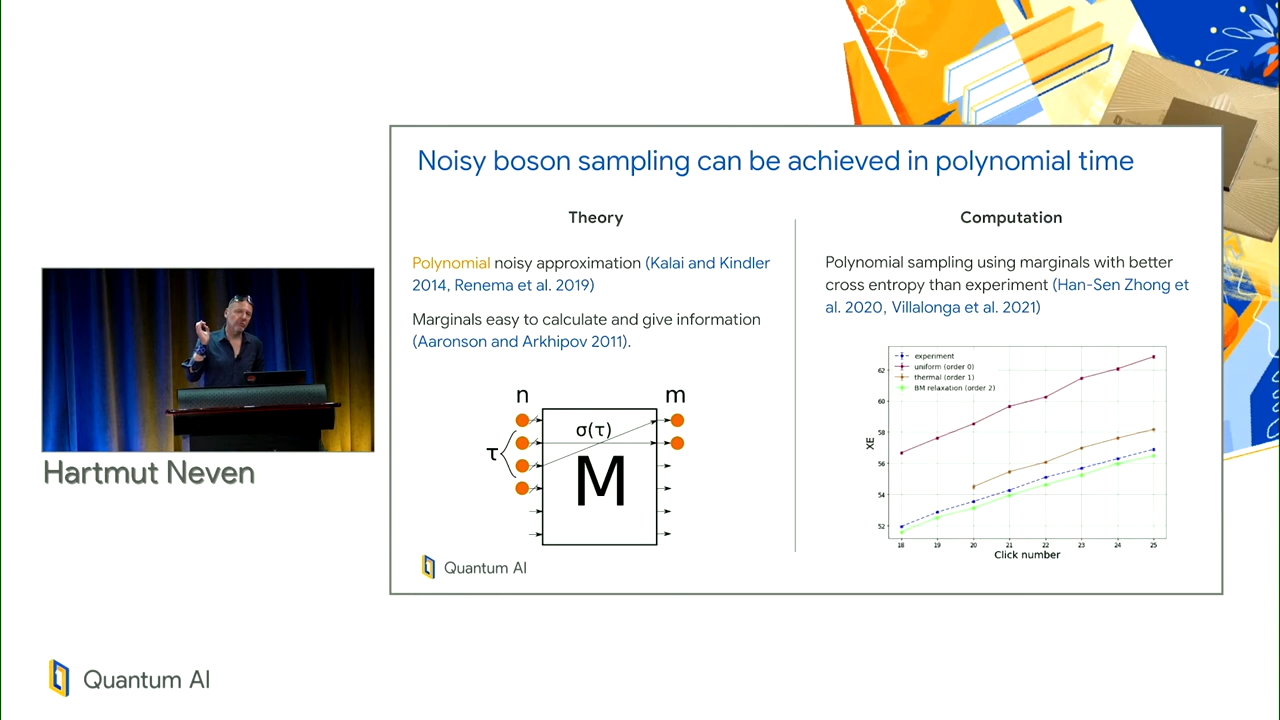 Noisy boson sampling can be achieved in polynomial time
Theory
Polynomial noisy approximation (Kalai and Kindler
2014, Renema et al. 2019)
Marginals easy to calculate and give information
(Aaronson and Arkhipov 2011).
n
m
τ
σ(τ)
M
Quantum AI
Computation
Polynomial sampling using marginals with better
cross entropy than experiment (Han-Sen Zhong et
al. 2020, Villalonga et al. 2021)
experiment
uniform (order 0)
thermal (order 1)
BM relaxation (order 2)
XE
62
60
58
56
54
52
18 19 20 21 22 23 24 25
Click number
Hartmut Neven
Quantum AI